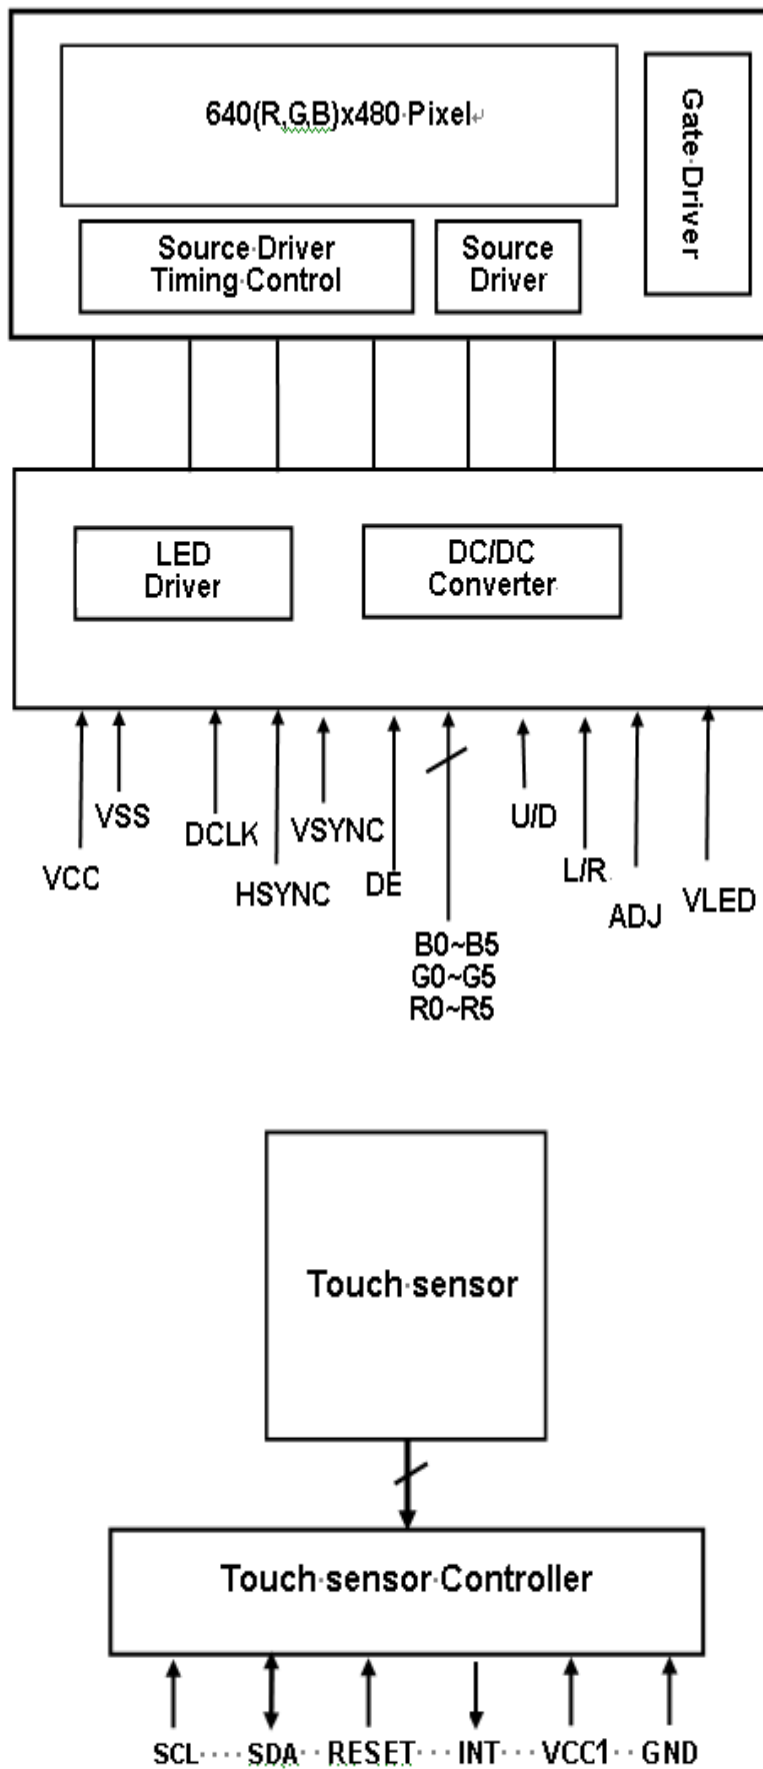 640(R,G,B)x480 Pixel
Gate Driver
Source Driver
Timing Control
Source
Driver
LED
Driver
DC/DC
Converter
VCC
VSS
DCLK
HSYNC
VSYNC
DE
B0~B5
G0~G5
R0~R5
U/D
L/R
ADJ
VLED
Touch sensor
Touch sensor Controller
SCL SDA RESET INT VCC1 GND